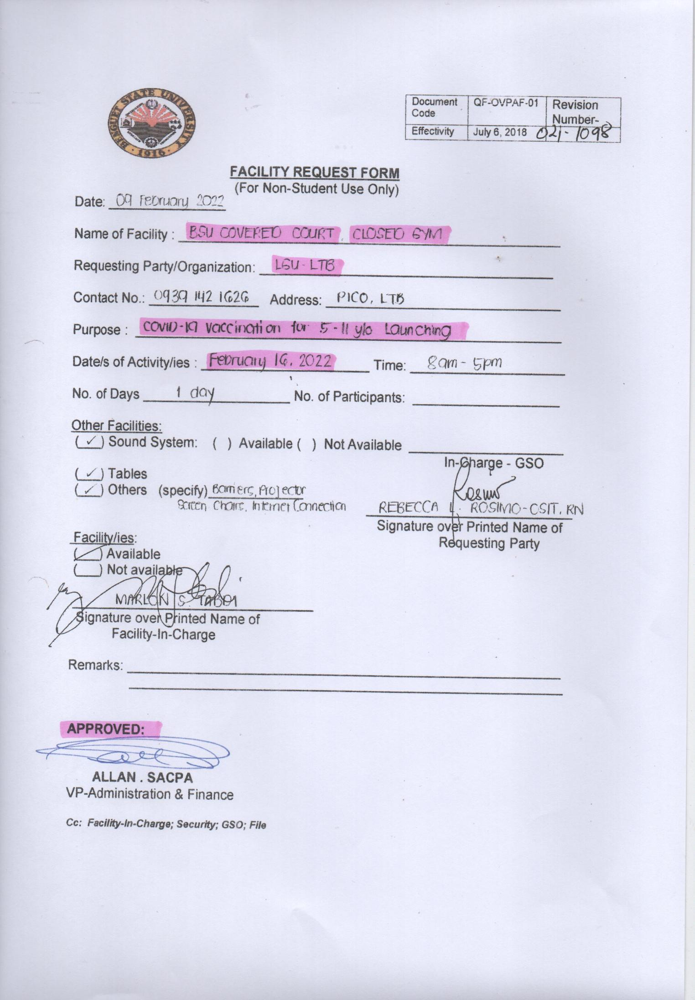 BENGUET STATE UNIVERSITY
1916
Document Code QF-OVPAF-01 Revision Number-
Effectivity July 6, 2018 021-1098
FACILITY REQUEST FORM
(For Non-Student Use Only)
Date: 09 February 2022
Name of Facility : BSU COVERED COURT, CLOSED GYM
Requesting Party/Organization: LGU-LTB
Contact No.: 0939 142 1626 Address: PICO, LTB
Purpose : COVID-19 vaccination for 5-11 y/o Launching
Date/s of Activity/ies : February 16, 2022 Time: 8am - 5pm
No. of Days 1 day No. of Participants:
Other Facilities:
( ✓ ) Sound System: ( ) Available ( ) Not Available
In-Charge - GSO
( ✓ ) Tables
( ✓ ) Others (specify) Barriers, Projector
Screen, Chairs, Internet Connection
REBECCA L. ROSIMO-OSIT, RN
Signature over Printed Name of
Requesting Party
Facility/ies:
( ✓ ) Available
( ) Not available
MARLON S. TABDI
Signature over Printed Name of
Facility-In-Charge
Remarks:
APPROVED:
ALLAN . SACPA
VP-Administration & Finance
Cc: Facility-In-Charge; Security; GSO; File